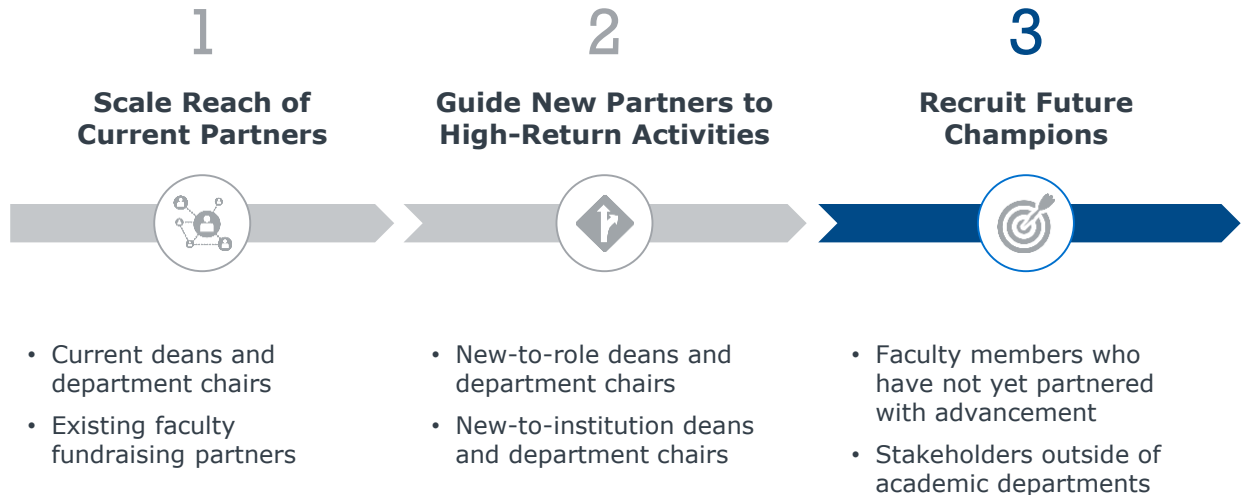 1
Scale Reach of
Current Partners
• Current deans and
department chairs
• Existing faculty
fundraising partners
2
Guide New Partners to
High-Return Activities
• New-to-role deans and
department chairs
• New-to-institution deans
and department chairs
3
Recruit Future
Champions
• Faculty members who
have not yet partnered
with advancement
• Stakeholders outside of
academic departments